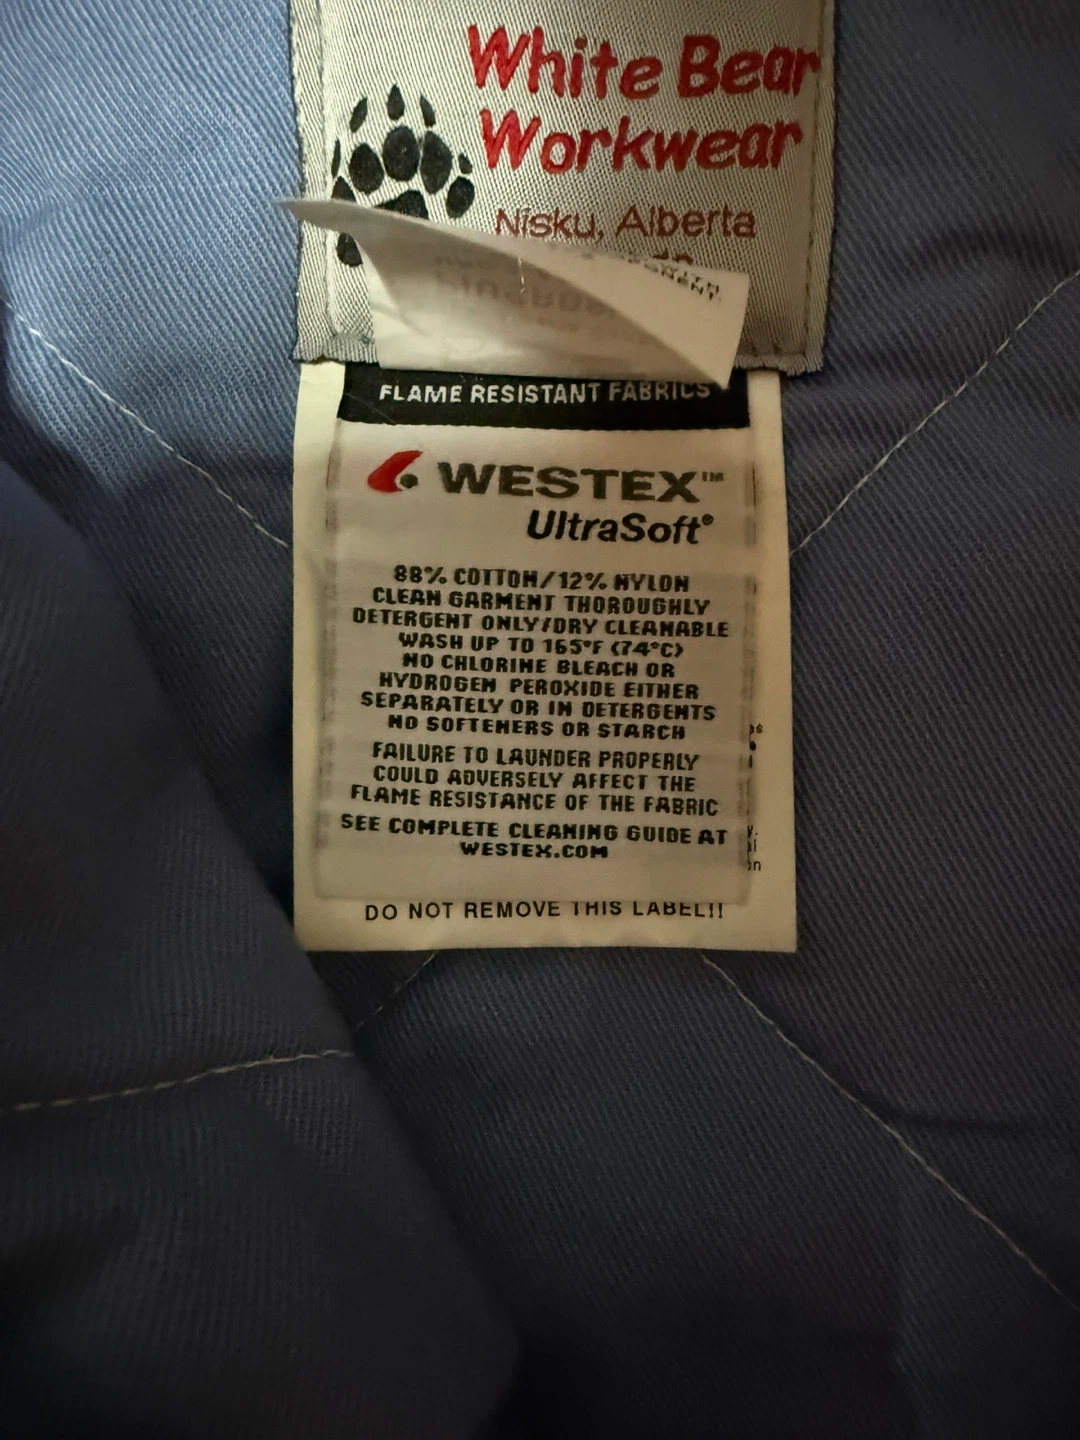 White Bear
Workwear
Nisku, Alberta
FLAME RESISTANT FABRICS
WESTEX™
UltraSoft®
88% COTTON/12% NYLON
CLEAN GARMENT THOROUGHLY
DETERGENT ONLY/DRY CLEANABLE
WASH UP TO 165°F (74°C)
NO CHLORINE BLEACH OR
HYDROGEN PEROXIDE EITHER
SEPARATELY OR IN DETERGENTS
NO SOFTENERS OR STARCH
FAILURE TO LAUNDER PROPERLY
COULD ADVERSELY AFFECT THE
FLAME RESISTANCE OF THE FABRIC
SEE COMPLETE CLEANING GUIDE AT
WESTEX.COM
DO NOT REMOVE THIS LABEL!!